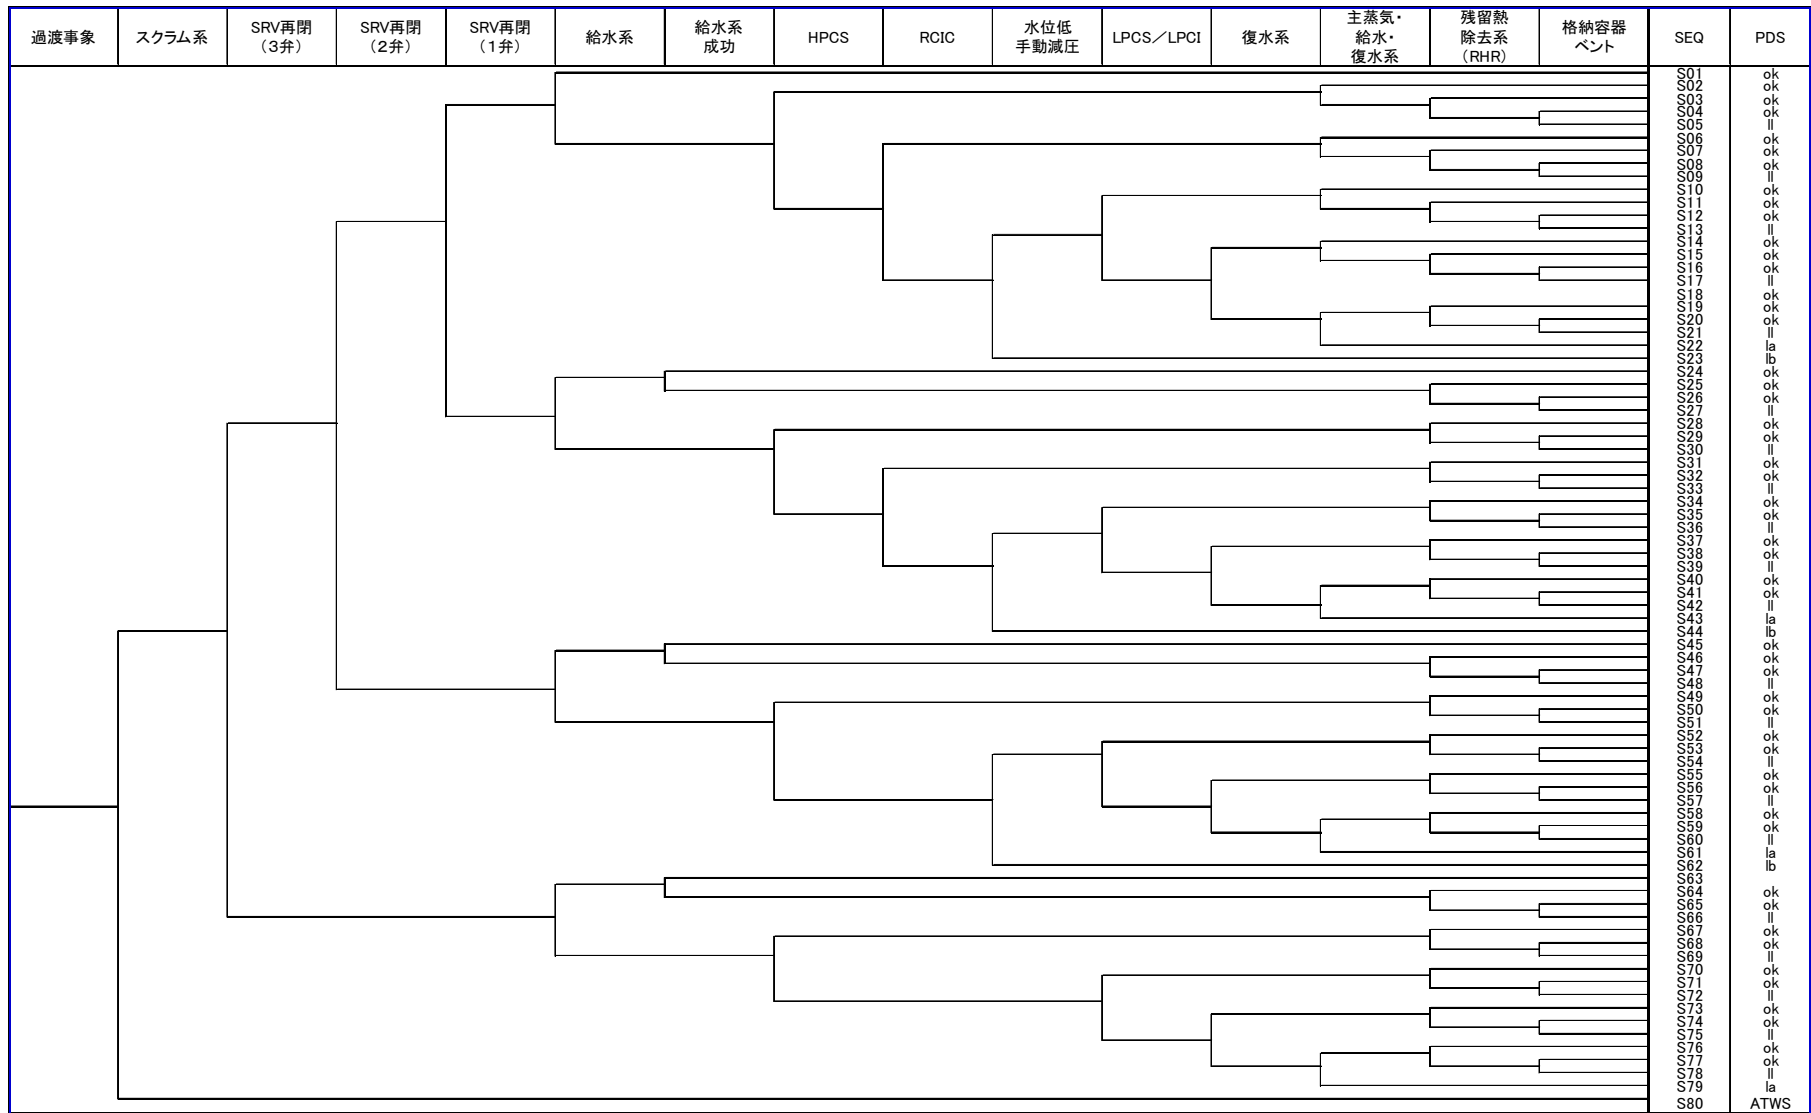 過渡事象 スクラム系 SRV再閉（3弁） SRV再閉（2弁） SRV再閉（1弁） 給水系 給水系成功 HPCS RCIC 水位低手動減圧 LPCS／LPCI 復水系 主蒸気・給水・復水系 残留熱除去系（RHR） 格納容器ベント SEQ PDS
S01 ok
S02 ok
S03 ok
S04 ok
S05 II
S06 ok
S07 ok
S08 ok
S09 II
S10 ok
S11 ok
S12 ok
S13 II
S14 ok
S15 ok
S16 ok
S17 II
S18 ok
S19 ok
S20 ok
S21 II
S22 Ia
S23 Ib
S24 ok
S25 ok
S26 ok
S27 II
S28 ok
S29 ok
S30 II
S31 ok
S32 ok
S33 II
S34 ok
S35 ok
S36 II
S37 ok
S38 ok
S39 II
S40 ok
S41 ok
S42 II
S43 Ia
S44 Ib
S45 ok
S46 ok
S47 ok
S48 II
S49 ok
S50 ok
S51 II
S52 ok
S53 ok
S54 II
S55 ok
S56 ok
S57 II
S58 ok
S59 ok
S60 II
S61 Ia
S62 Ib
S63
S64 ok
S65 ok
S66 II
S67 ok
S68 ok
S69 II
S70 ok
S71 ok
S72 II
S73 ok
S74 ok
S75 II
S76 ok
S77 ok
S78 II
S79 Ia
S80 ATWS